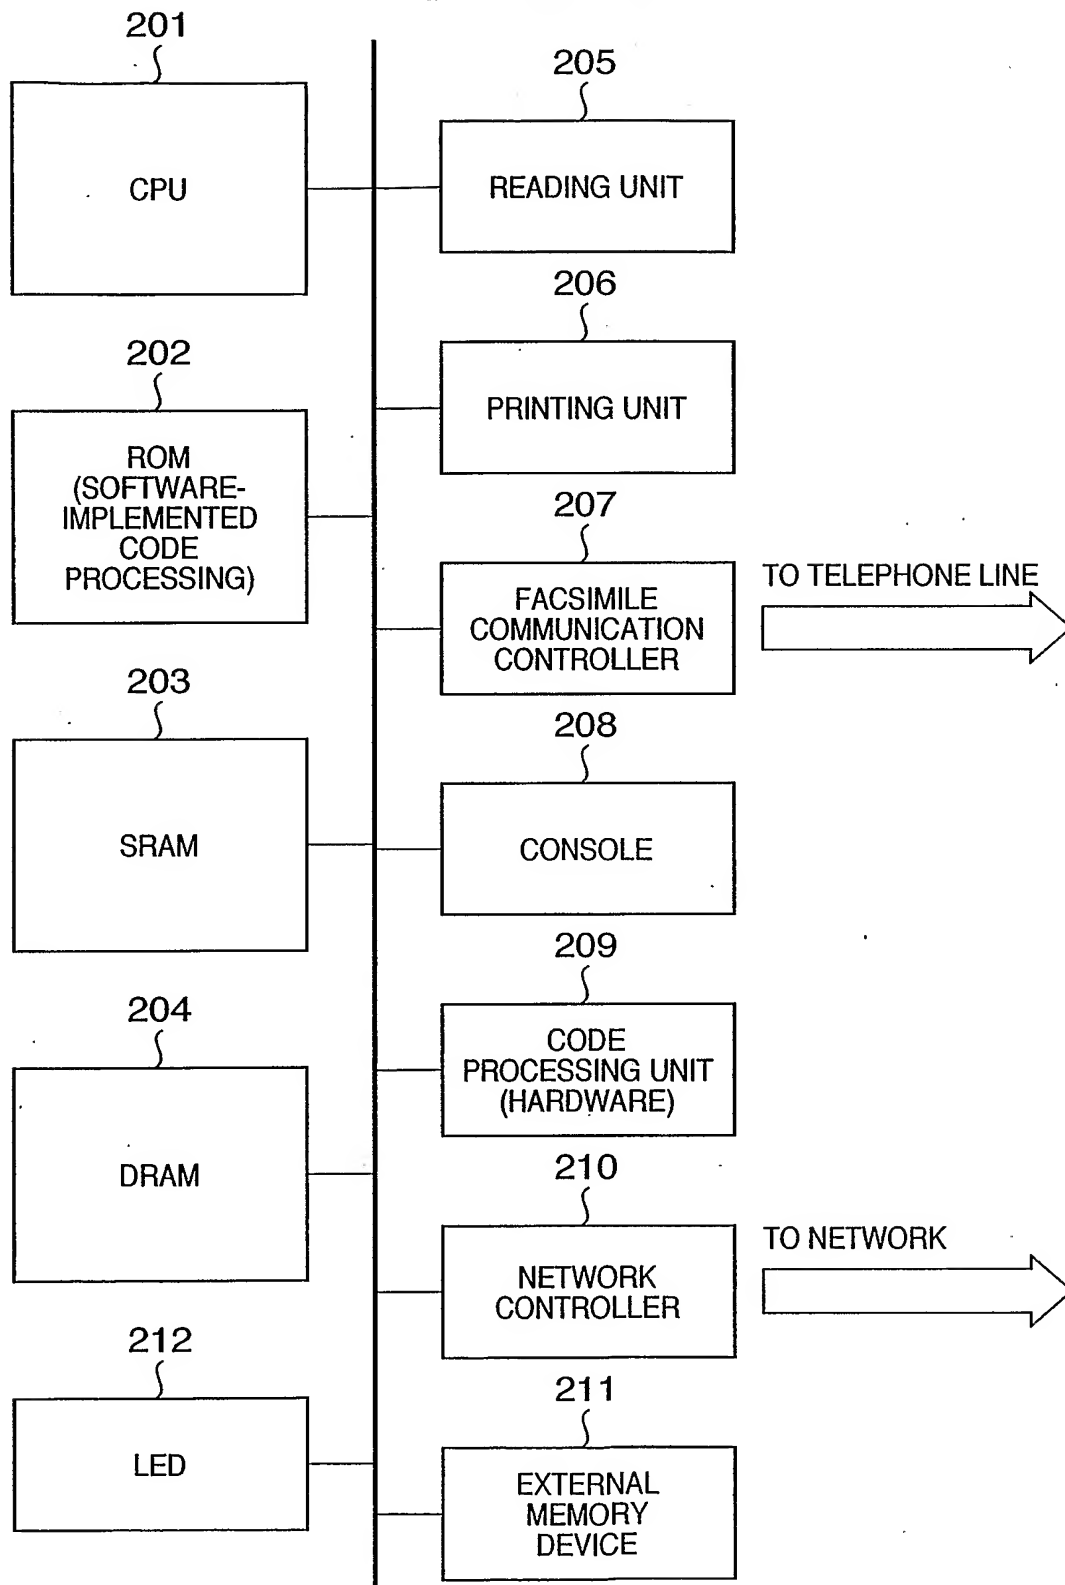 201
CPU
202
ROM
(SOFTWARE-
IMPLEMENTED
CODE
PROCESSING)
203
SRAM
204
DRAM
212
LED
205
READING UNIT
206
PRINTING UNIT
207
FACSIMILE
COMMUNICATION
CONTROLLER
TO TELEPHONE LINE
208
CONSOLE
209
CODE
PROCESSING UNIT
(HARDWARE)
210
NETWORK
CONTROLLER
TO NETWORK
211
EXTERNAL
MEMORY
DEVICE